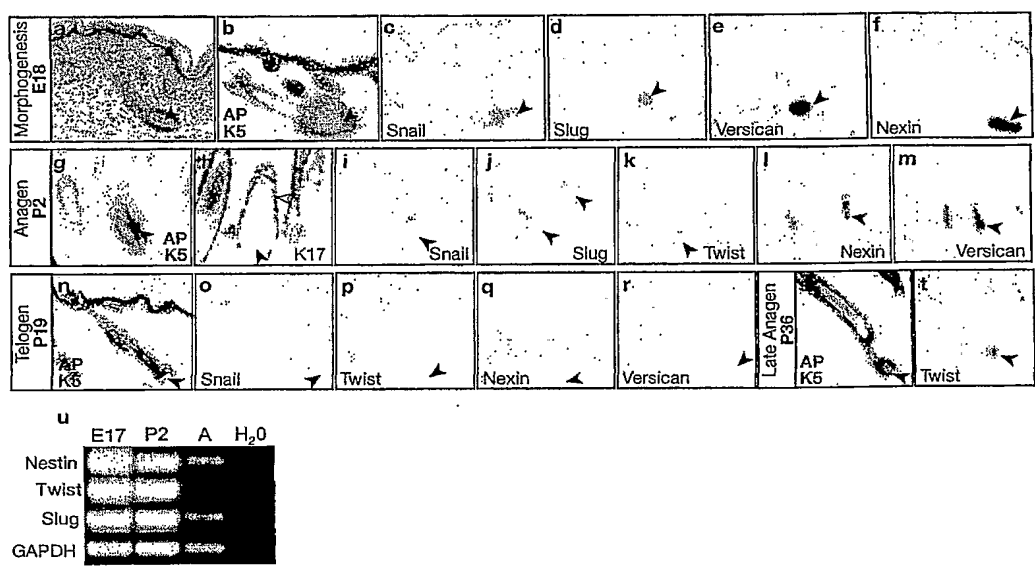 Morphogenesis
E18
a
b
AP
K5
c
Snail
d
Slug
e
Versican
f
Nexin
Anagen
P2
g
AP
K5
h
K17
i
Snail
j
Slug
k
Twist
l
Nexin
m
Versican
Telogen
P19
n
AP
K5
o
Snail
p
Twist
q
Nexin
r
Versican
Late Anagen
P36
AP
K5
t
Twist
u
E17 P2 A H20
Nestin
Twist
Slug
GAPDH